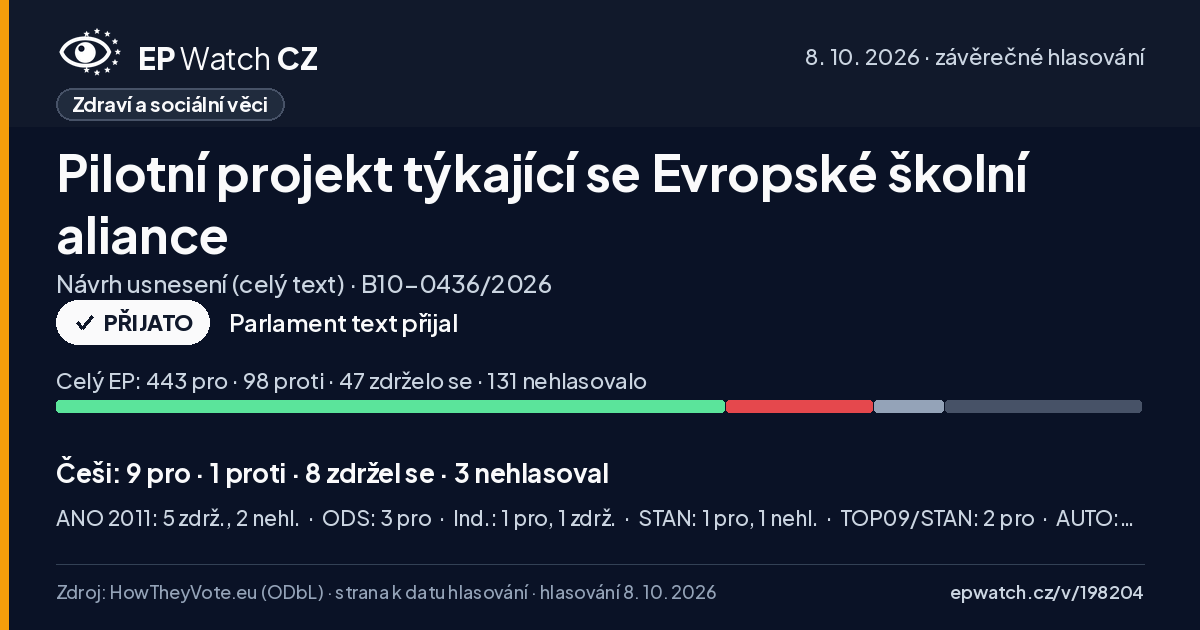 EP Watch CZ
8. 10. 2026 · závěrečné hlasování
Zdraví a sociální věci
Pilotní projekt týkající se Evropské školní
aliance
Návrh usnesení (celý text) · B10–0436/2026
✓ PŘIJATO Parlament text přijal
Celý EP: 443 pro · 98 proti · 47 zdrželo se · 131 nehlasovalo
Češi: 9 pro · 1 proti · 8 zdržel se · 3 nehlasoval
ANO 2011: 5 zdrž., 2 nehl. · ODS: 3 pro · Ind.: 1 pro, 1 zdrž. · STAN: 1 pro, 1 nehl. · TOP09/STAN: 2 pro · AUTO:…
Zdroj: HowTheyVote.eu (ODbL) · strana k datu hlasování · hlasování 8. 10. 2026
epwatch.cz/v/198204